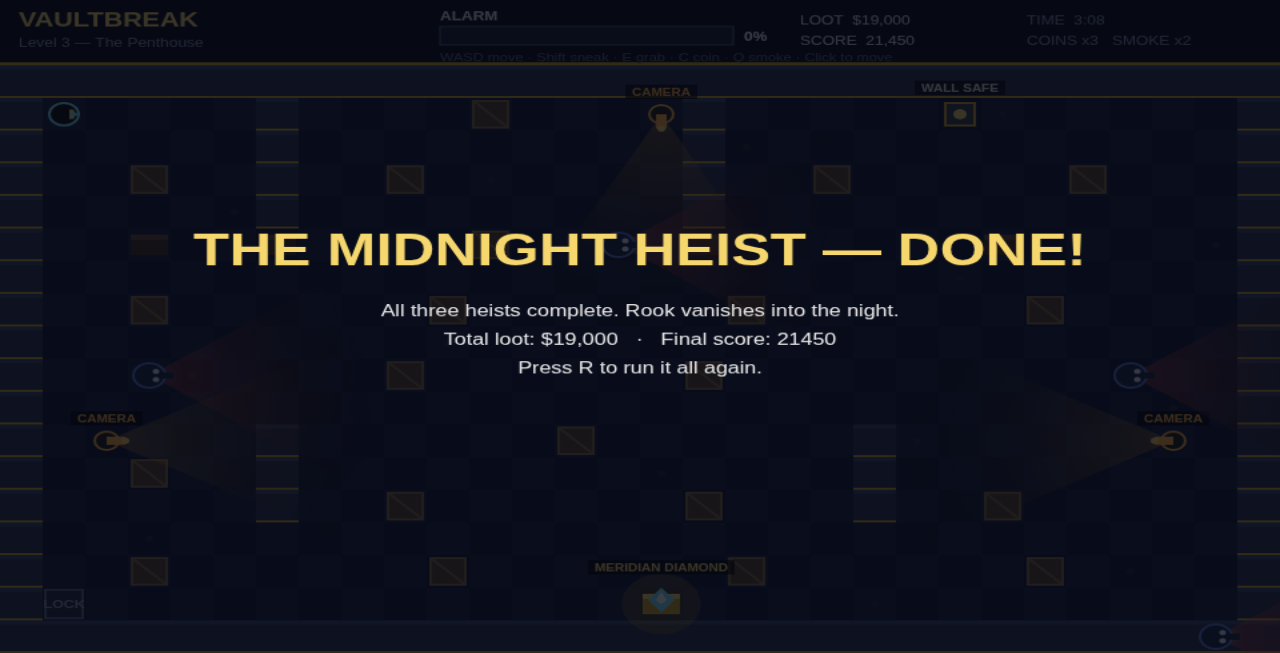 VAULTBREAK
Level 3 — The Penthouse
ALARM
0%
WASD move · Shift sneak · E grab · C coin · Q smoke · Click to move
LOOT $19,000
SCORE 21,450
TIME 3:08
COINS x3 SMOKE x2
CAMERA
WALL SAFE
THE MIDNIGHT HEIST — DONE!
All three heists complete. Rook vanishes into the night.
Total loot: $19,000 · Final score: 21450
Press R to run it all again.
CAMERA
CAMERA
MERIDIAN DIAMOND
LOCK